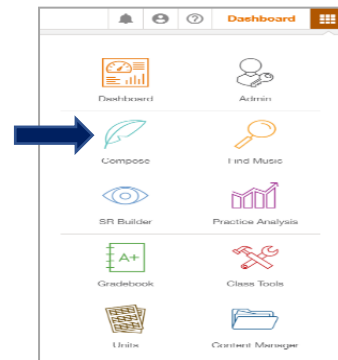 Dashboard
Dashboard Admin
Compose Find Music
SR Builder Practice Analysis
A+
Gradebook Class Tools
Units Content Manager